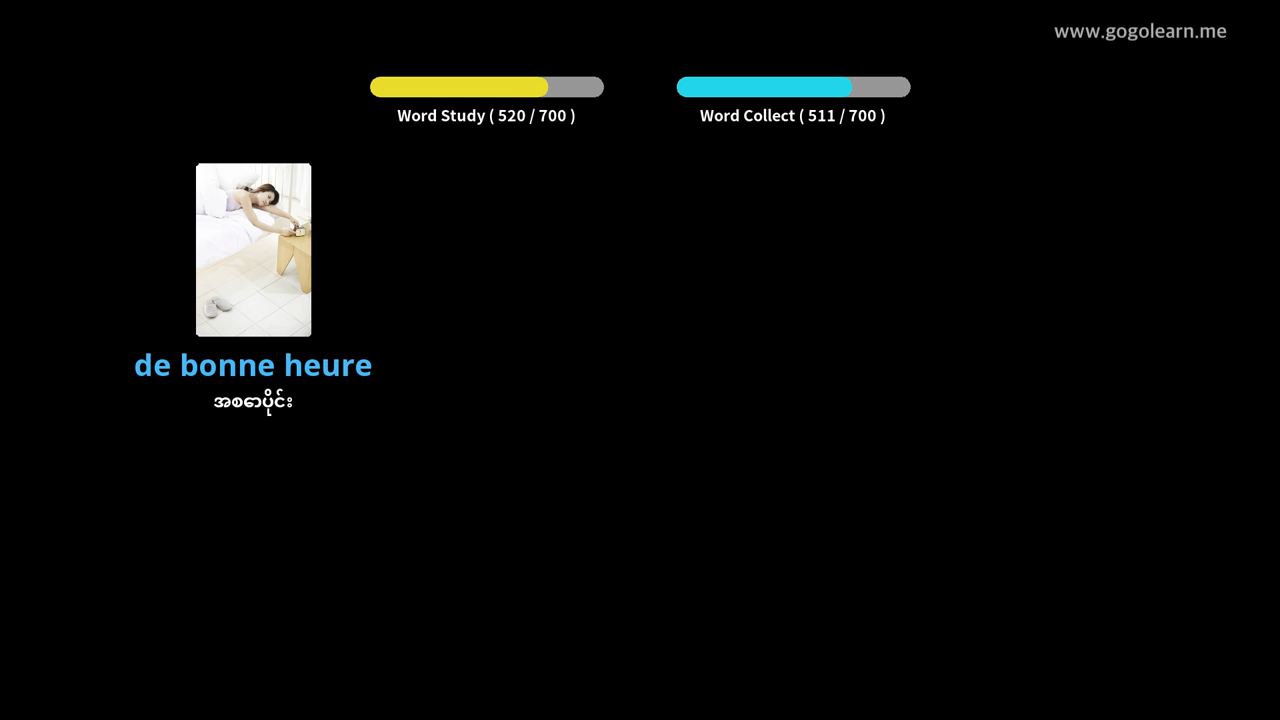 www.gogolearn.me
Word Study ( 520 / 700 )
Word Collect ( 511 / 700 )
de bonne heure
အစောပိုင်း